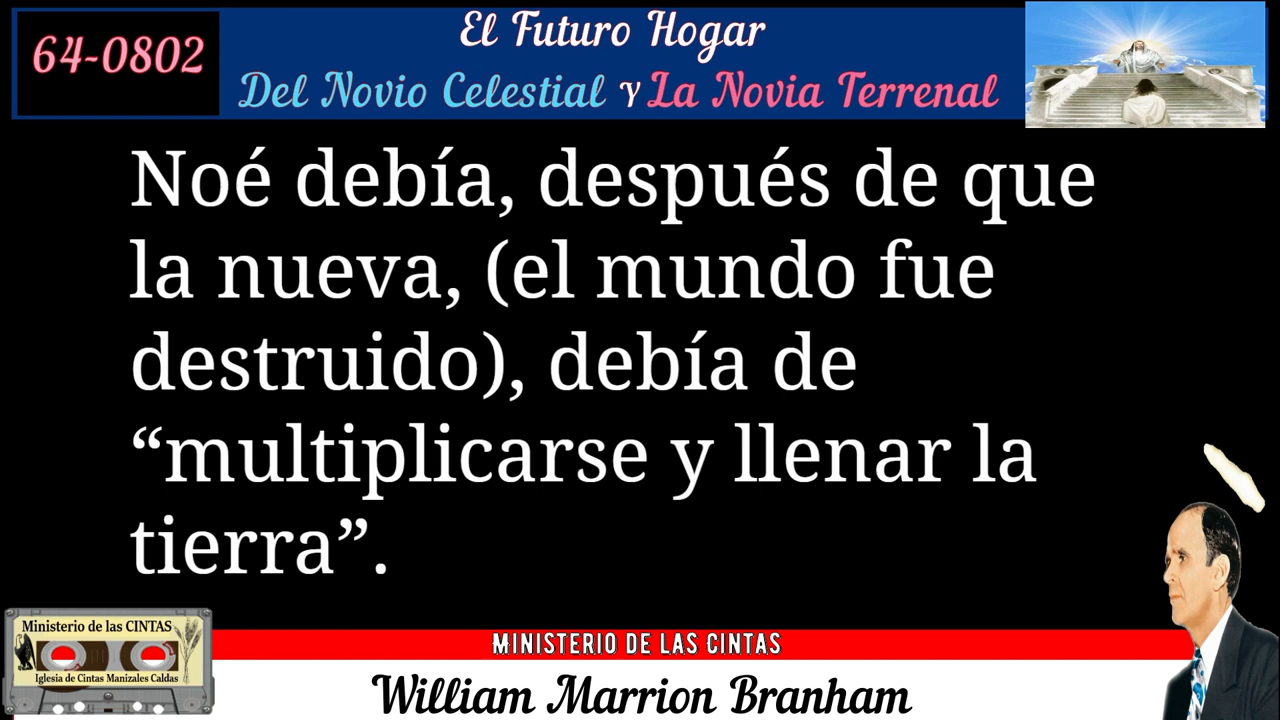 64-0802
El Futuro Hogar
Del Novio Celestial Y La Novia Terrenal
Noé debía, después de que
la nueva, (el mundo fue
destruido), debía de
“multiplicarse y llenar la
tierra”.
Ministerio de las CINTAS
Iglesia de Cintas Manizales Caldas
MINISTERIO DE LAS CINTAS
William Marrion Branham